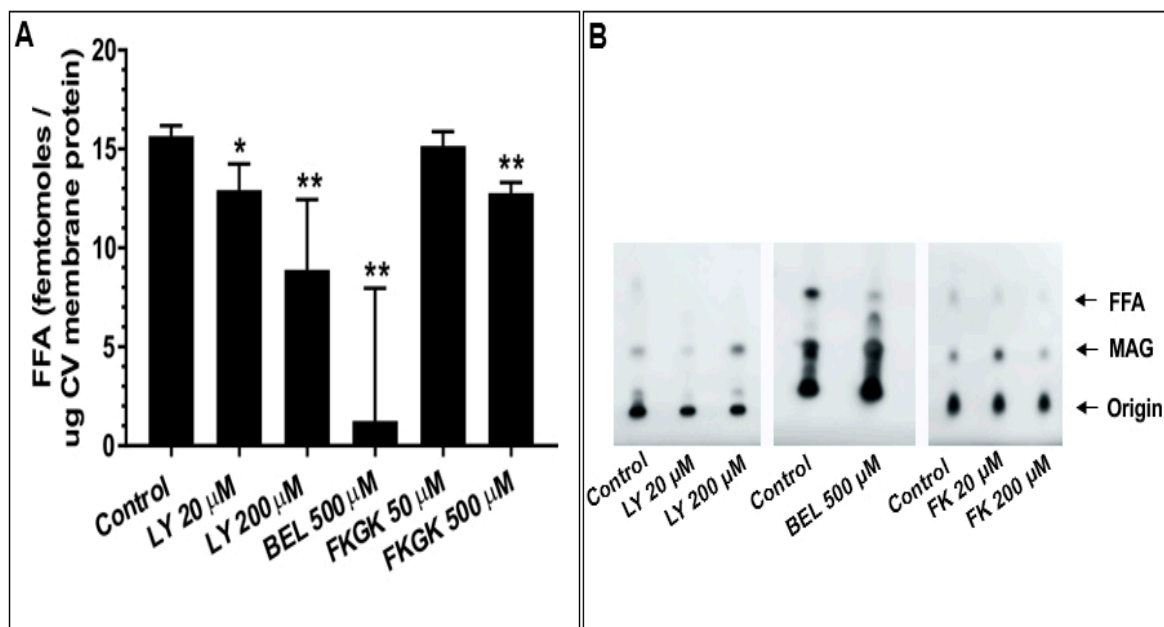 A
FFA (femtomoles /
ug CV membrane protein)
20
15
10
5
0
*
**
**
**
Control
LY 20 μM
LY 200 μM
BEL 500 μM
FKGK 50 μM
FKGK 500 μM
B
FFA
MAG
Origin
Control
LY 20 μM
LY 200 μM
Control
BEL 500 μM
Control
FK 20 μM
FK 200 μM